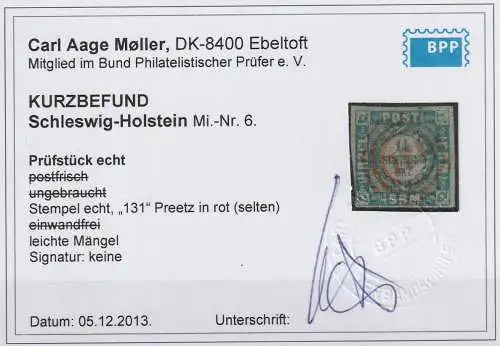 Carl Aage Møller, DK-8400 Ebeltoft
Mitglied im Bund Philatelistischer Prüfer e. V.
BPP
KURZBEFUND
Schleswig-Holstein Mi.-Nr. 6.
POST
Prüfstück echt
postfrisch
ungebraucht
Stempel echt, „131“ Preetz in rot (selten)
einwandfrei
leichte Mängel
Signatur: keine
BPP
Datum: 05.12.2013.
Unterschrift: